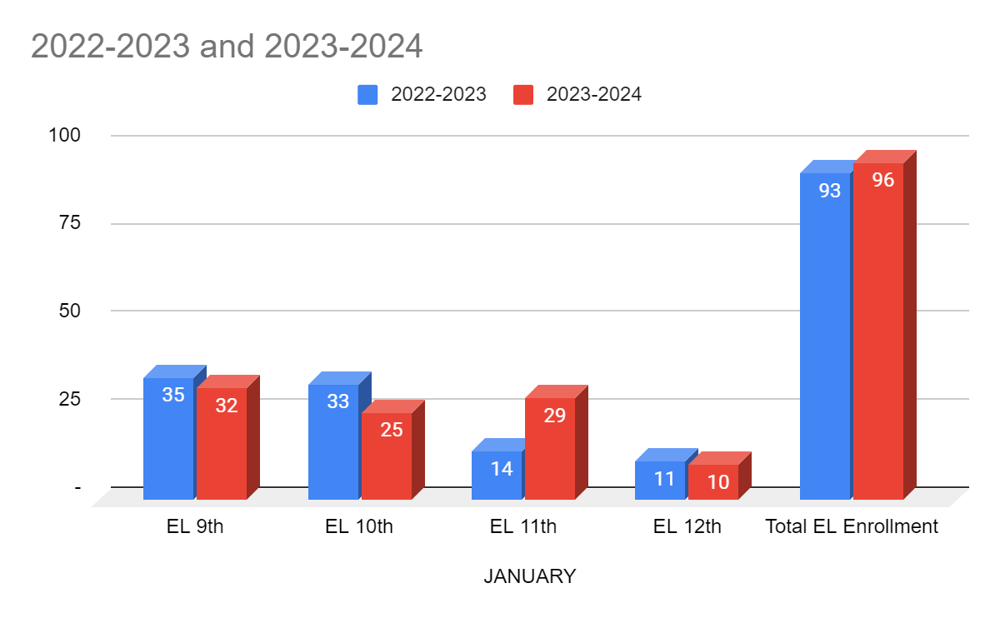 2022-2023 and 2023-2024
2022-2023 2023-2024
100
75
50
25
-
35 32 33 25 14 29 11 10 93 96
EL 9th EL 10th EL 11th EL 12th Total EL Enrollment
JANUARY